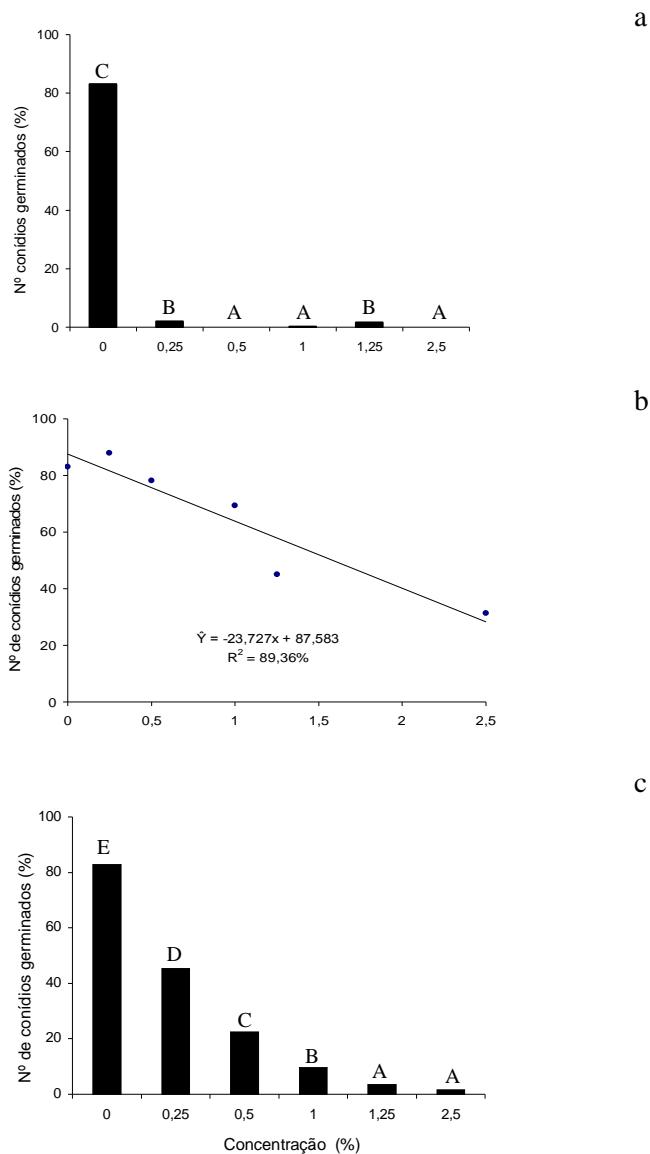 a
Nº conídios germinados (%)
100
80
60
40
20
0
C
B
A
A
B
A
0 0,25 0,5 1 1,25 2,5
b
Nº de conídios germinados (%)
100
80
60
40
20
0
Ŷ = -23,727x + 87,583
R² = 89,36%
0 0,5 1 1,5 2 2,5
c
Nº de conídios germinados (%)
100
80
60
40
20
0
E
D
C
B
A
A
0 0,25 0,5 1 1,25 2,5
Concentração (%)